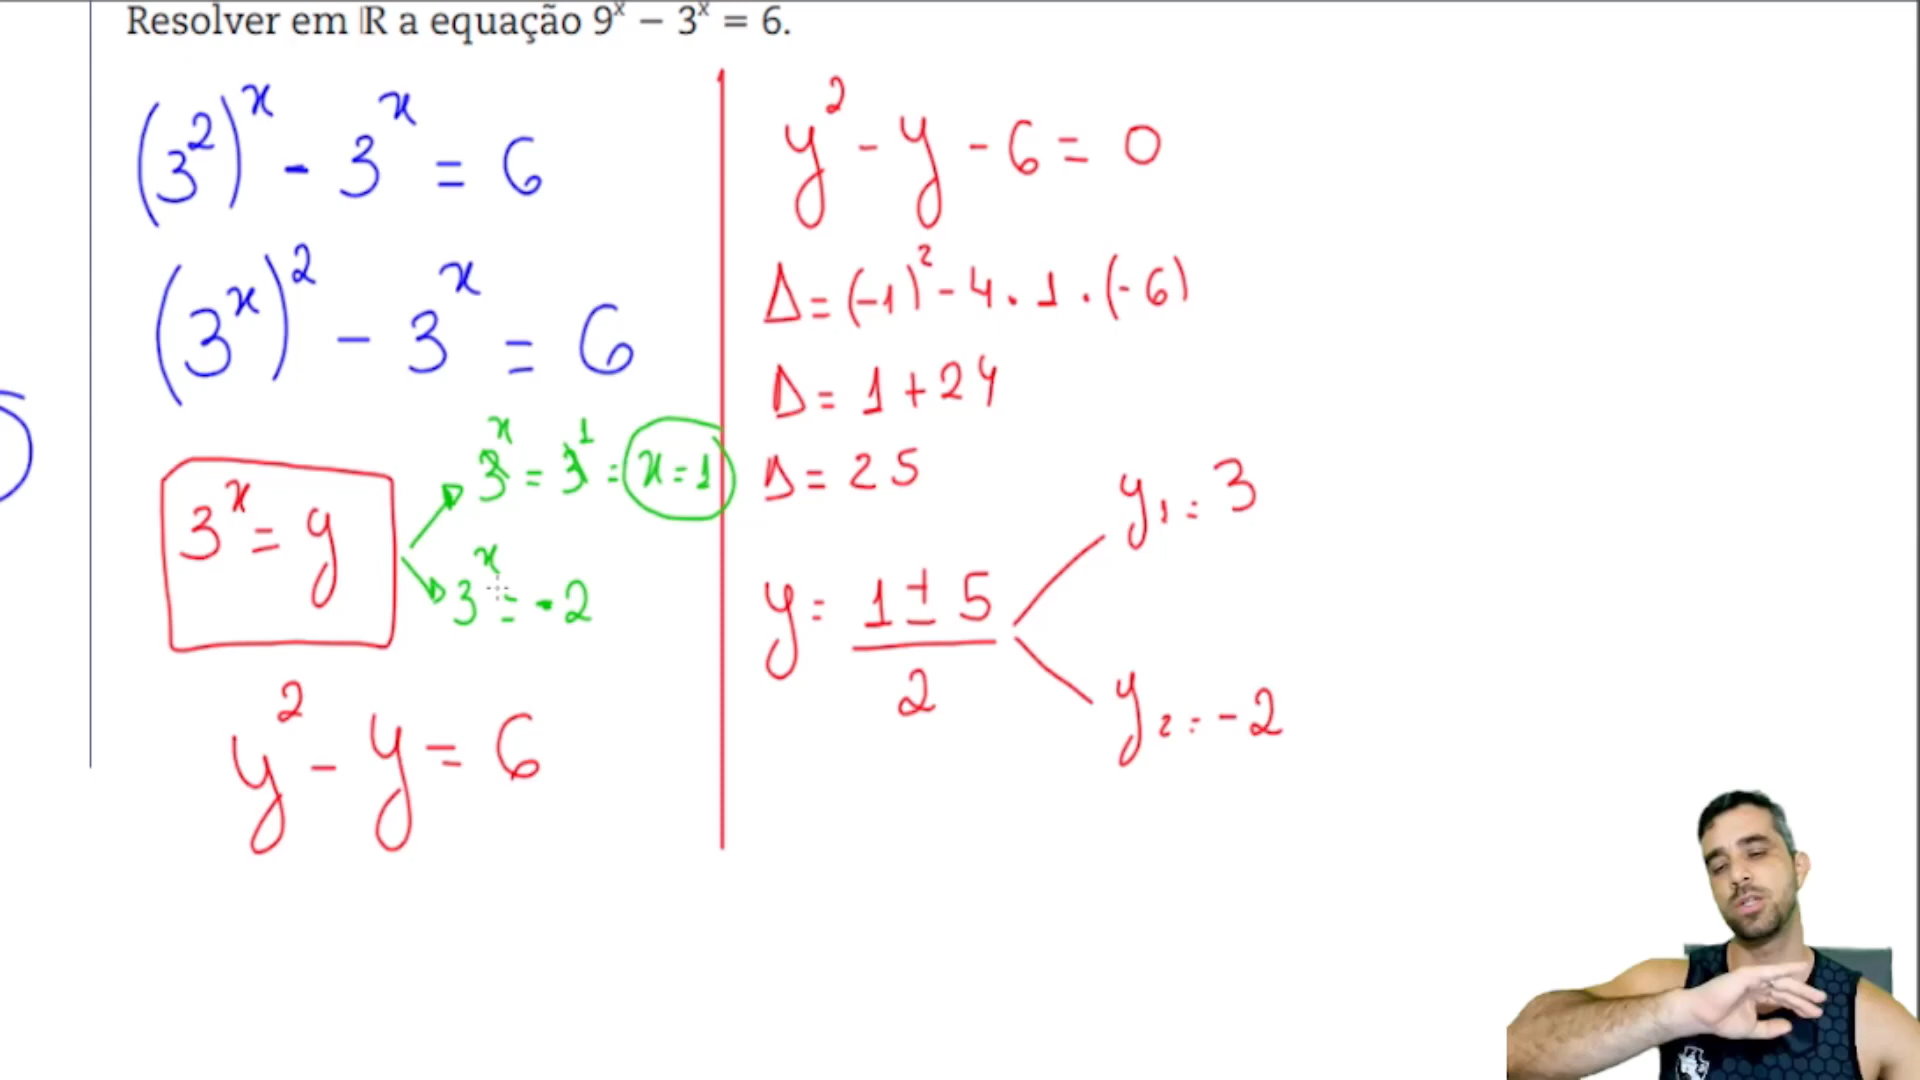 Resolver em ℝ a equação 9ˣ − 3ˣ = 6.
(3²)ˣ - 3ˣ = 6
(3ˣ)² - 3ˣ = 6
3ˣ = y
3ˣ = 3¹ = x = 1
3ˣ = -2
y² - y = 6
y² - y - 6 = 0
Δ = (-1)² - 4 . 1 . (-6)
Δ = 1 + 24
Δ = 25
y = 1 ± 5 / 2
y₁ = 3
y₂ = -2